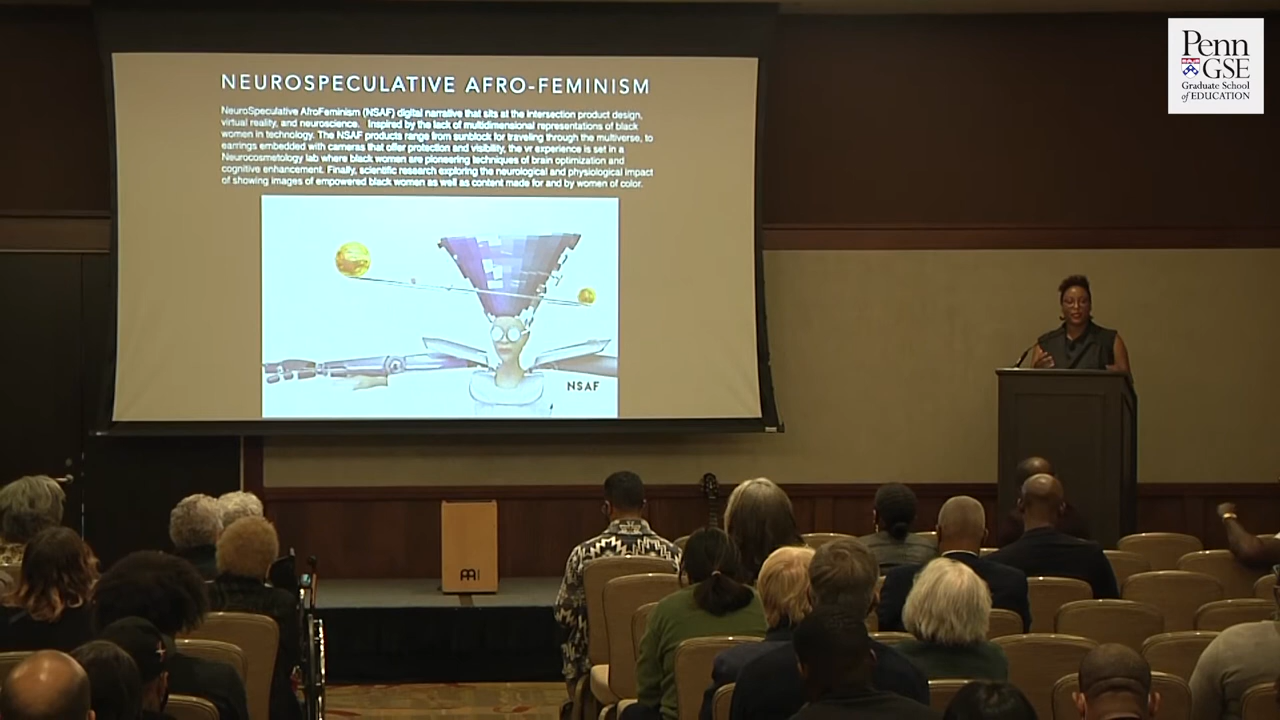 NEUROSPECULATIVE AFRO-FEMINISM
NeuroSpeculative AfroFeminism (NSAF) digital narrative that sits at the intersection product design,
virtual reality, and neuroscience. Inspired by the lack of multidimensional representations of black
women in technology. The NSAF products range from sunblock for traveling through the multiverse, to
earrings embedded with cameras that offer protection and visibility, the vr experience is set in a
Neurocosmetology lab where black women are pioneering techniques of brain optimization and
cognitive enhancement. Finally, scientific research exploring the neurological and physiological impact
of showing images of empowered black women as well as content made for and by women of color.
NSAF
Penn
GSE
Graduate School
of EDUCATION